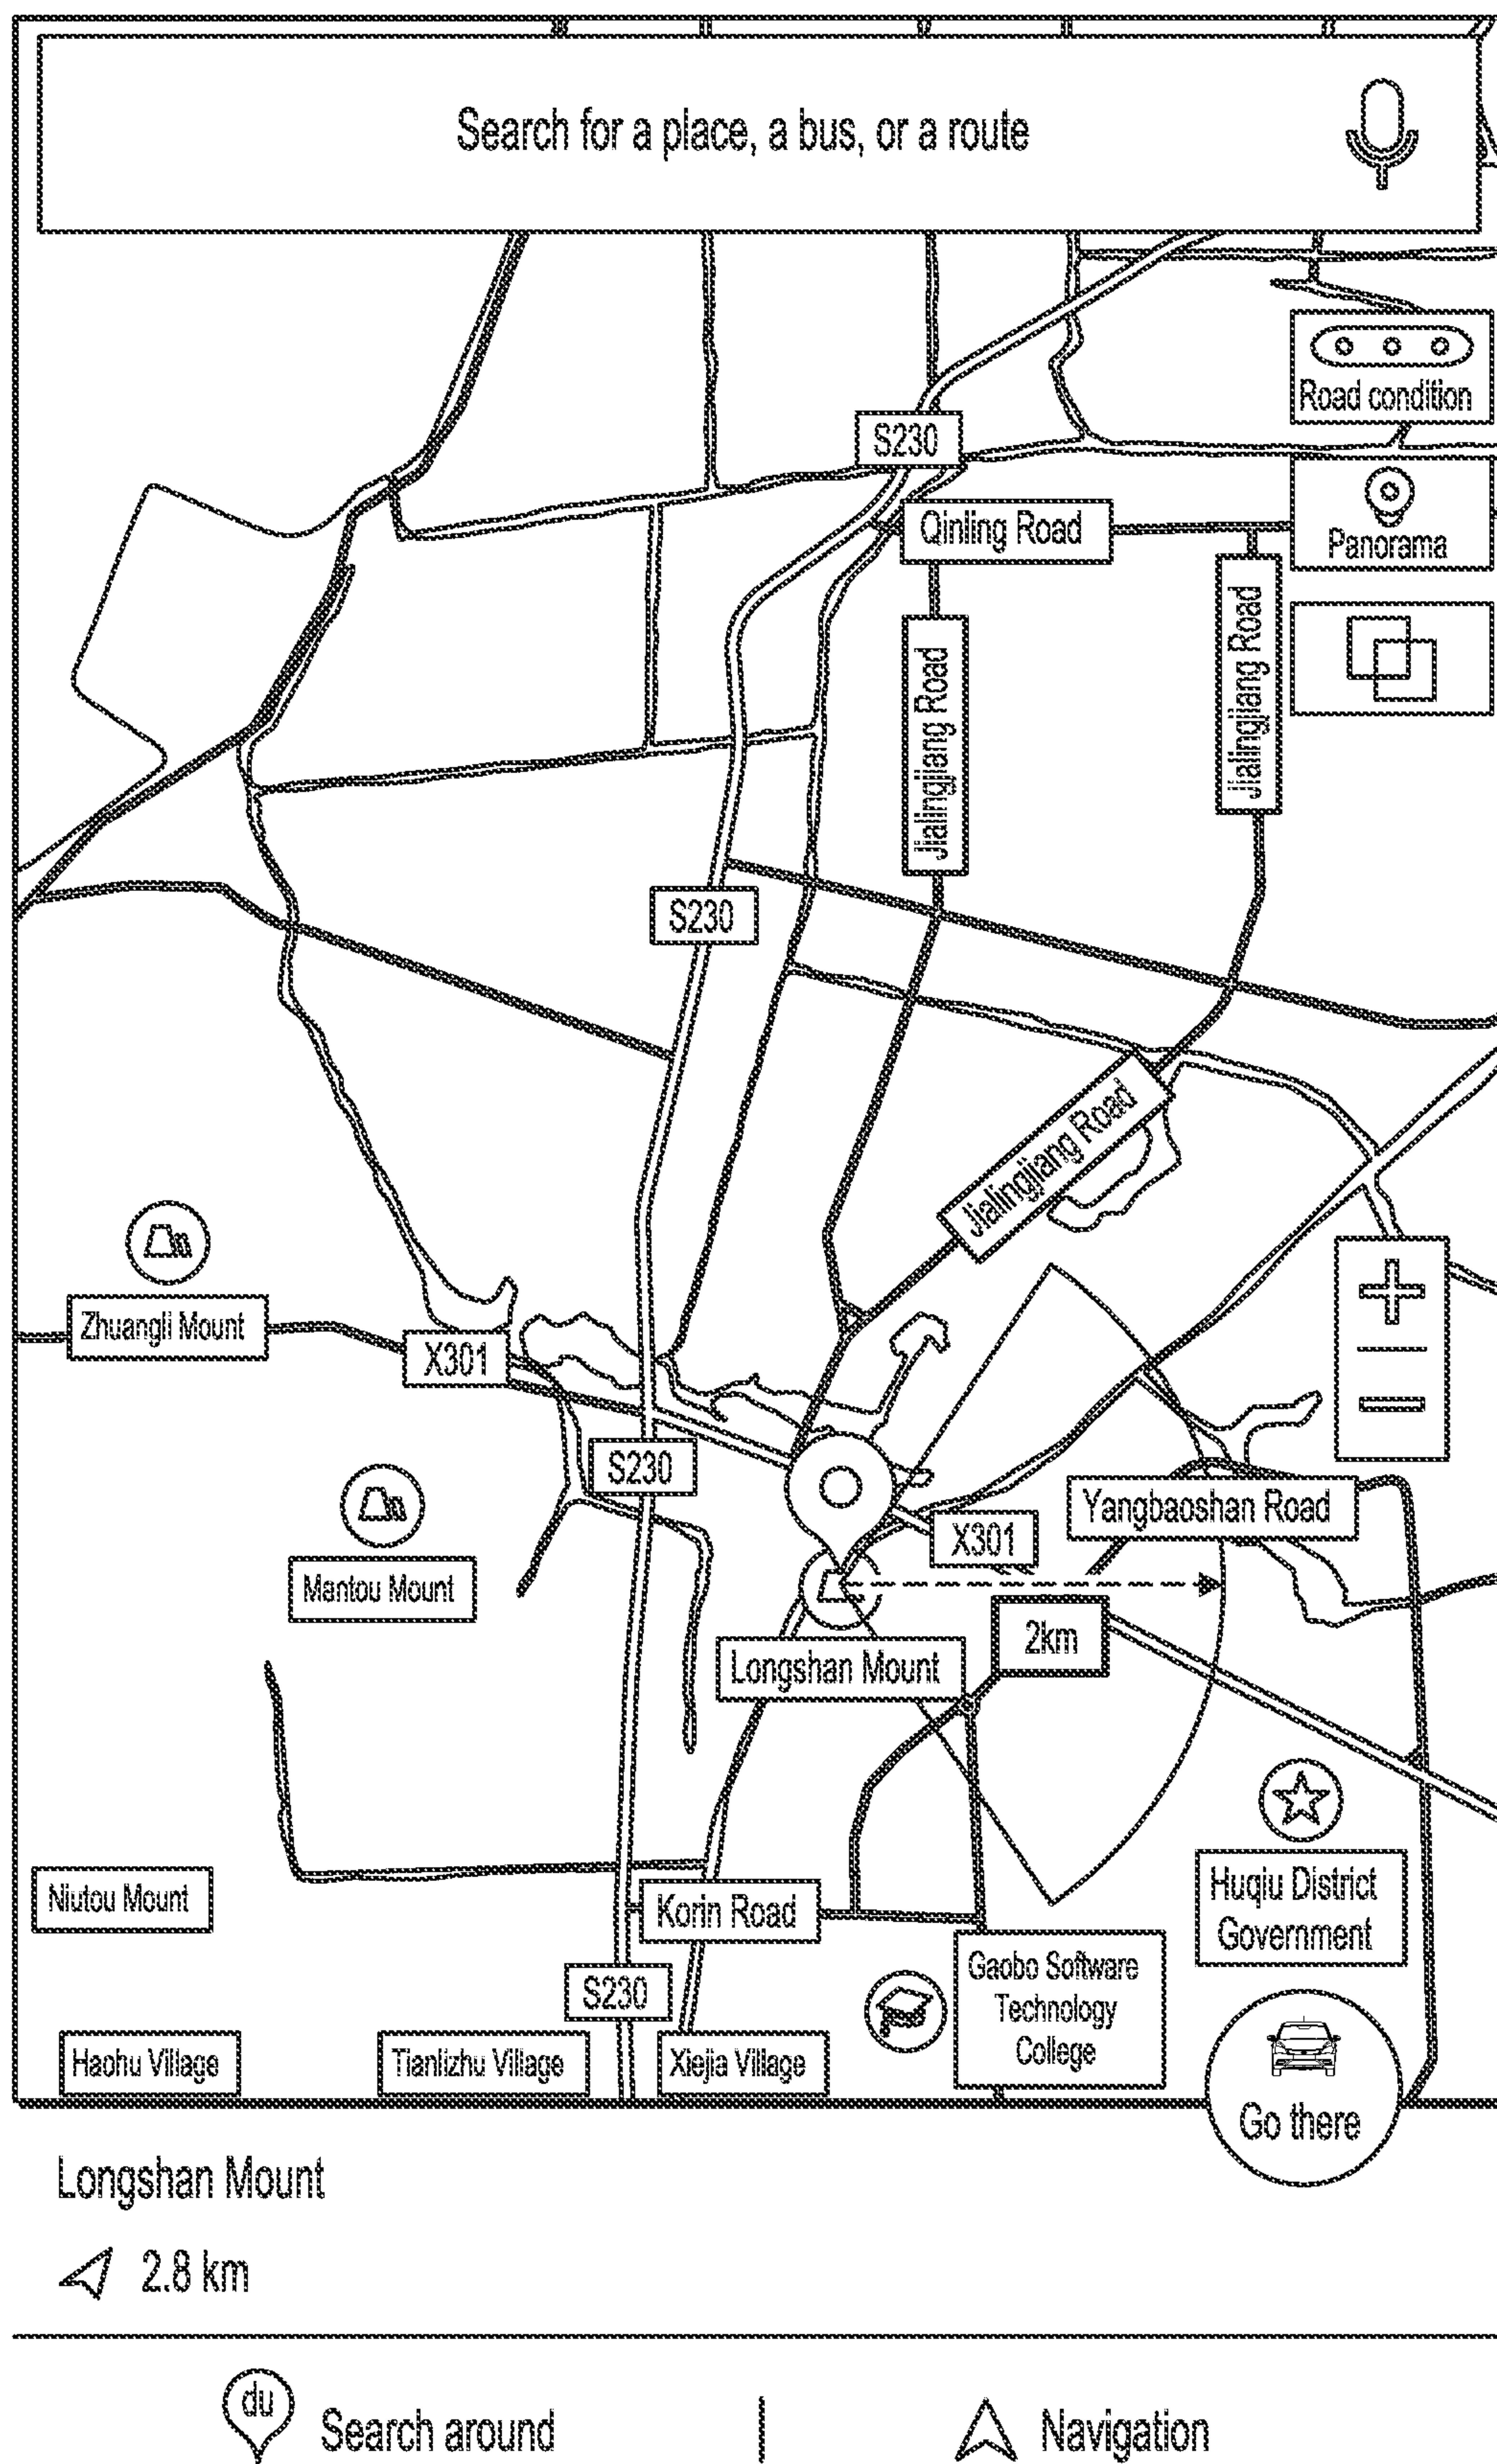 Search for a place, a bus, or a route
Road condition
S230
Qinling Road
Panorama
Jialingjiang Road
Jialingjiang Road
S230
Jialingjiang Road
Zhuangli Mount
X301
S230
Yangbaoshan Road
X301
Mantou Mount
2km
Longshan Mount
Niutou Mount
Korin Road
Huqiu District
Government
S230
Gaobo Software
Technology
College
Haohu Village
Tianlizhu Village
Xiejia Village
Go there
Longshan Mount
2.8 km
du
Search around
Navigation